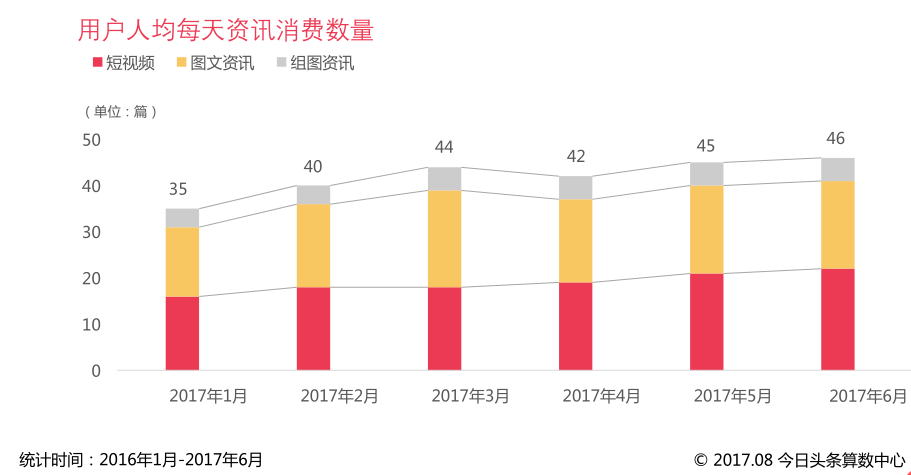 用户人均每天资讯消费数量
短视频 图文资讯 组图资讯
（单位：篇）
50
40
30
20
10
0
35 40 44 42 45 46
2017年1月 2017年2月 2017年3月 2017年4月 2017年5月 2017年6月
统计时间：2016年1月-2017年6月
© 2017.08 今日头条算数中心